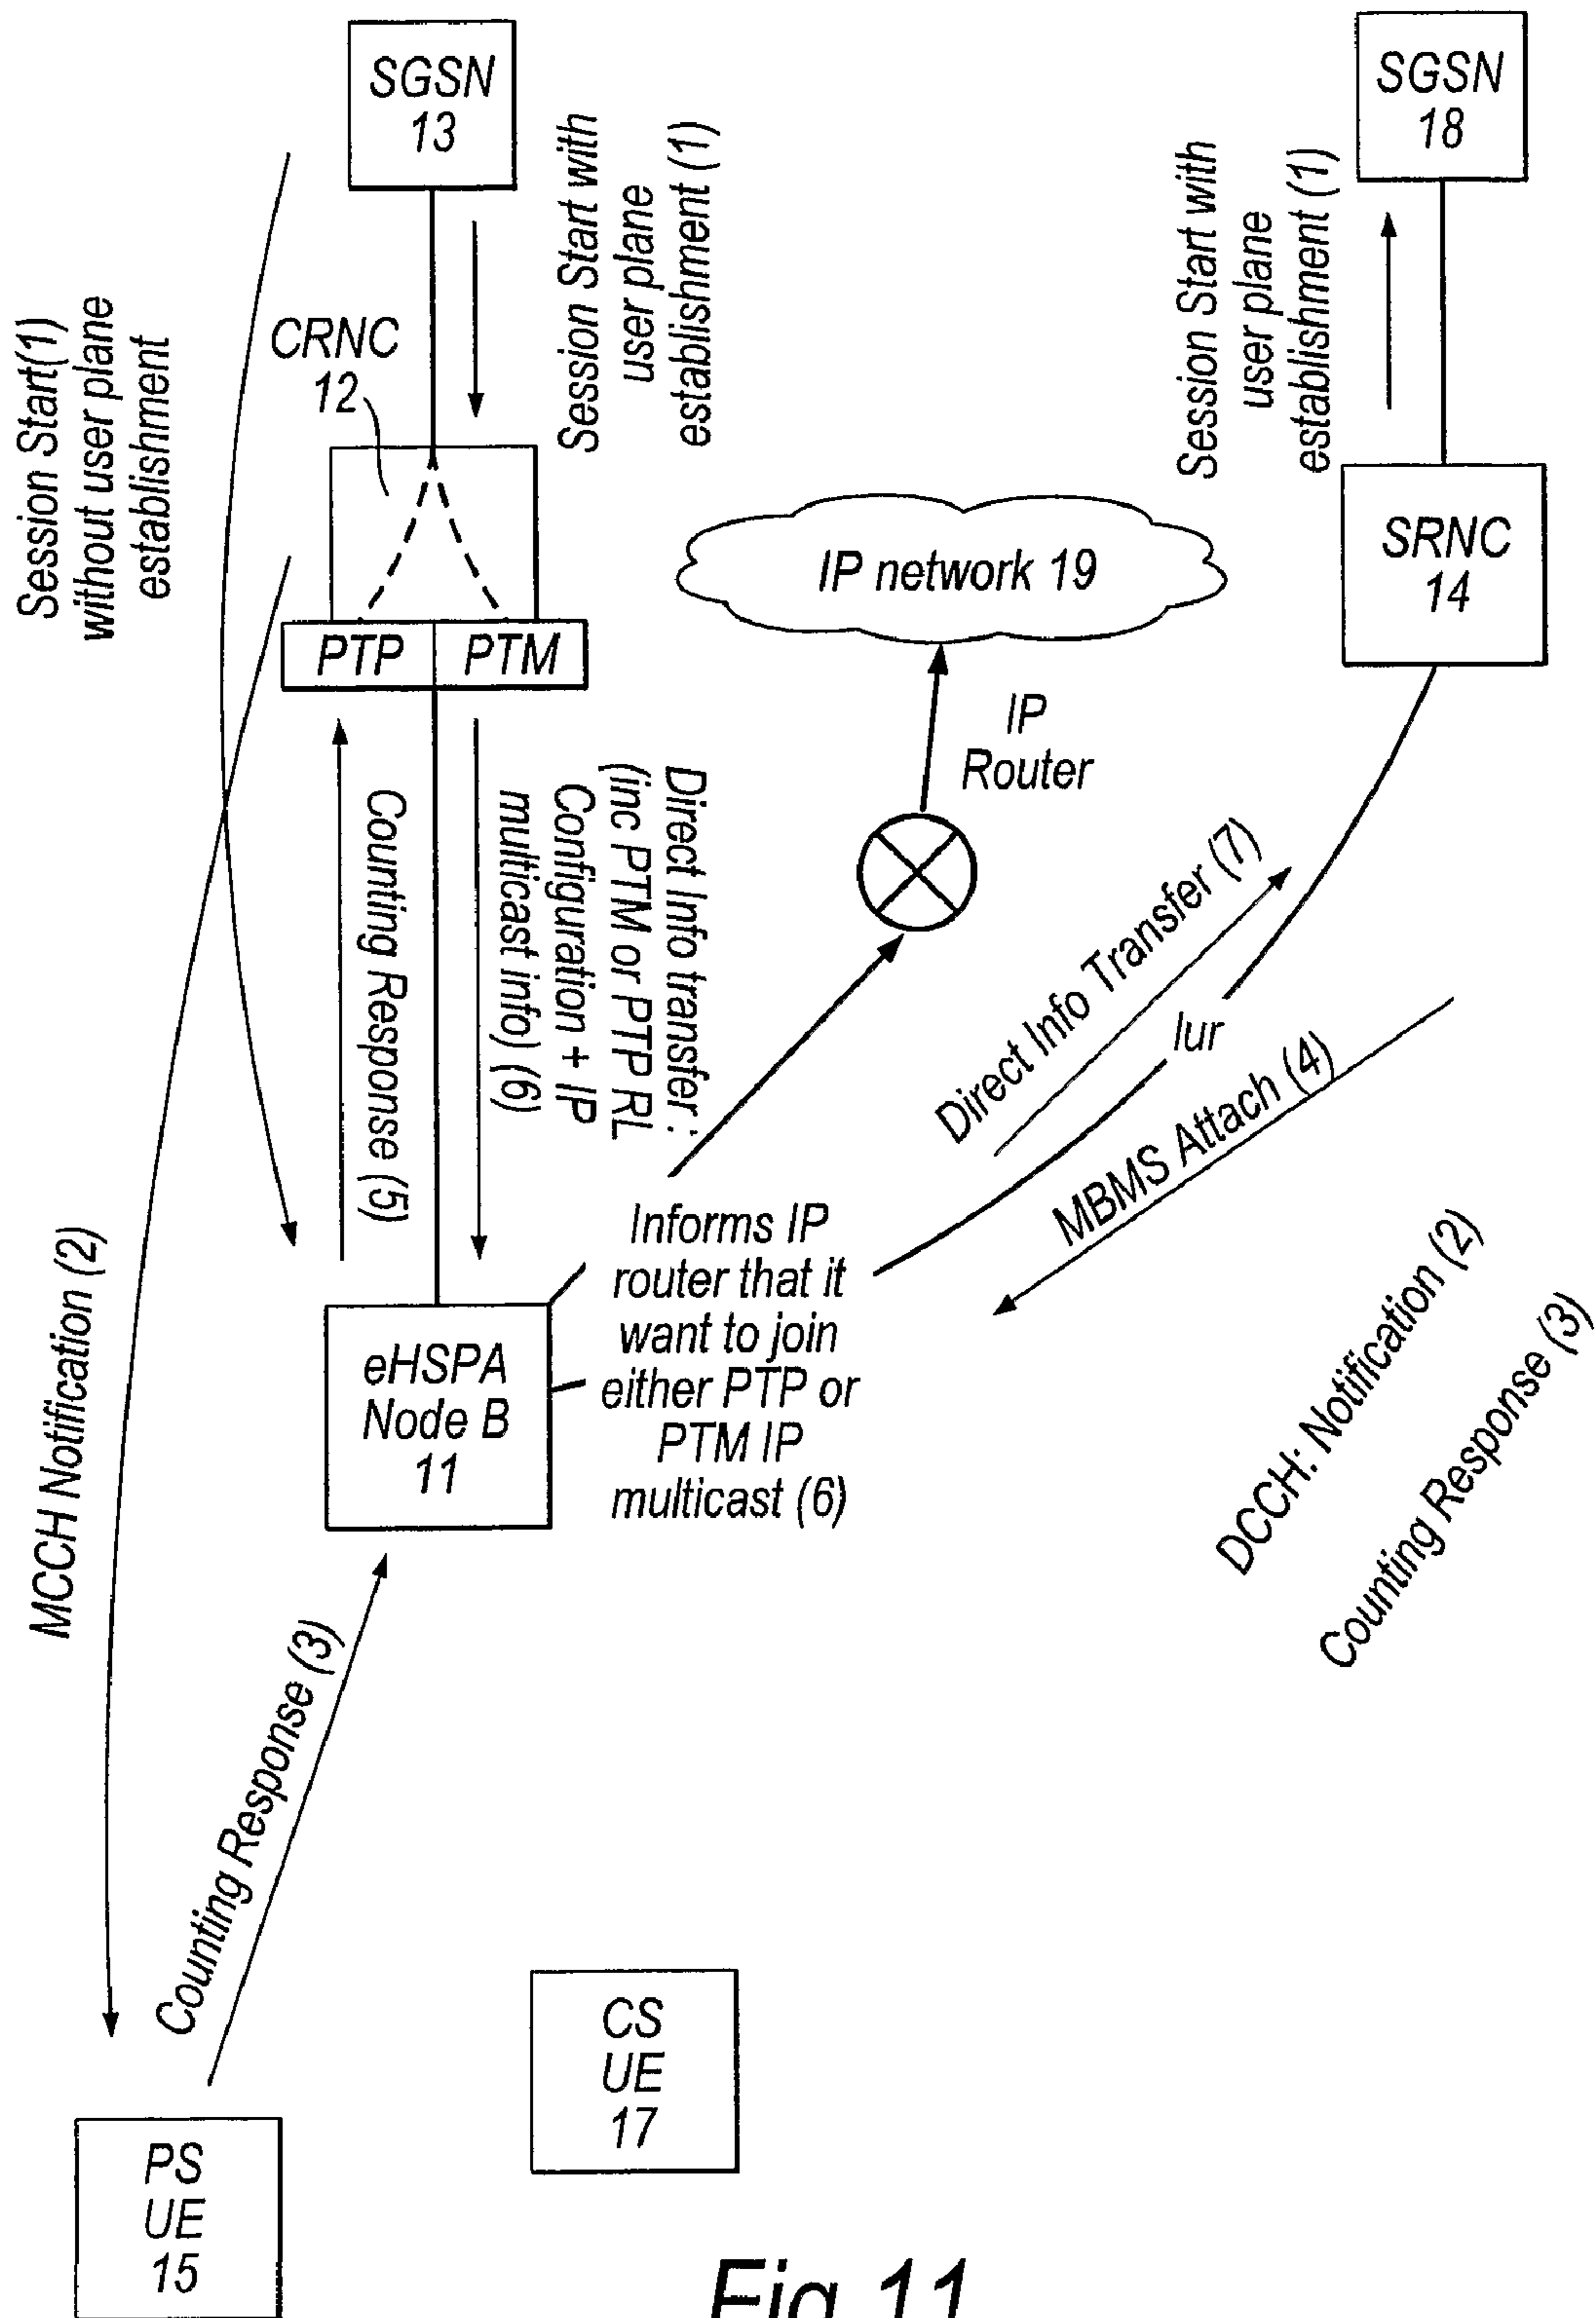 SGSN
13
SGSN
18
Session Start with
user plane
establishment (1)
Session Start with
user plane
establishment (1)
Session Start(1)
without user plane
establishment
CRNC
12
PTP
PTM
IP network 19
SRNC
14
IP
Router
Counting Response (5)
Direct Info transfer :
(inc PTM or PTP RL
Configuration + IP
multicast info) (6)
Direct Info Transfer (7)
Iur
MBMS Attach (4)
Informs IP
router that it
want to join
either PTP or
PTM IP
multicast (6)
eHSPA
Node B
11
MCCH Notification (2)
DCCH: Notification (2)
Counting Response (3)
Counting Response (3)
CS
UE
17
PS
UE
15
Fig 11